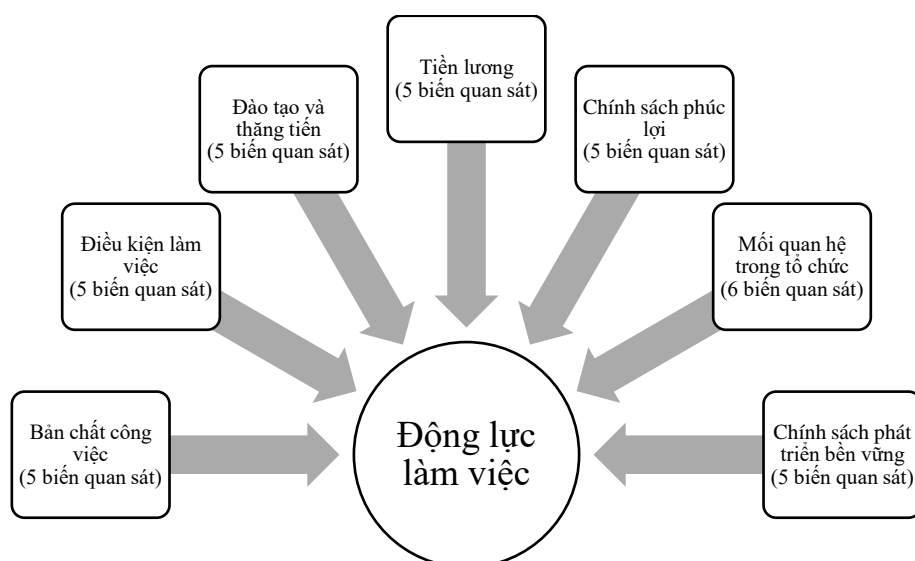 Tiền lương
(5 biến quan sát)
Đào tạo và
thăng tiến
(5 biến quan sát)
Chính sách phúc
lợi
(5 biến quan sát)
Điều kiện làm
việc
(5 biến quan sát)
Mối quan hệ
trong tổ chức
(6 biến quan sát)
Bản chất công
việc
(5 biến quan sát)
Động lực
làm việc
Chính sách phát
triển bền vững
(5 biến quan sát)